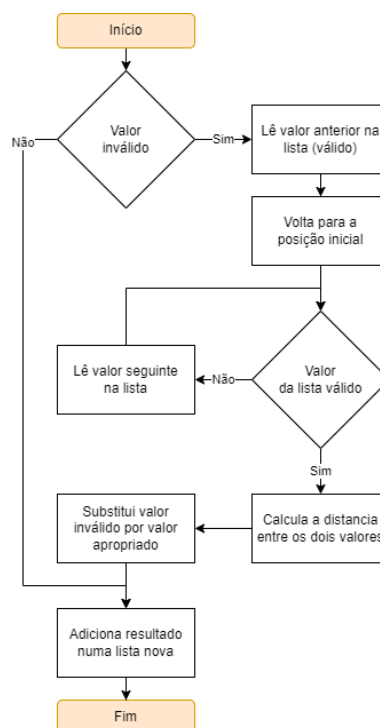 Início
Valor
inválido
Não
Sim
Lê valor anterior na
lista (válido)
Volta para a
posição inicial
Valor
da lista válido
Não
Lê valor seguinte
na lista
Sim
Calcula a distancia
entre os dois valores
Substitui valor
inválido por valor
apropriado
Adiciona resultado
numa lista nova
Fim